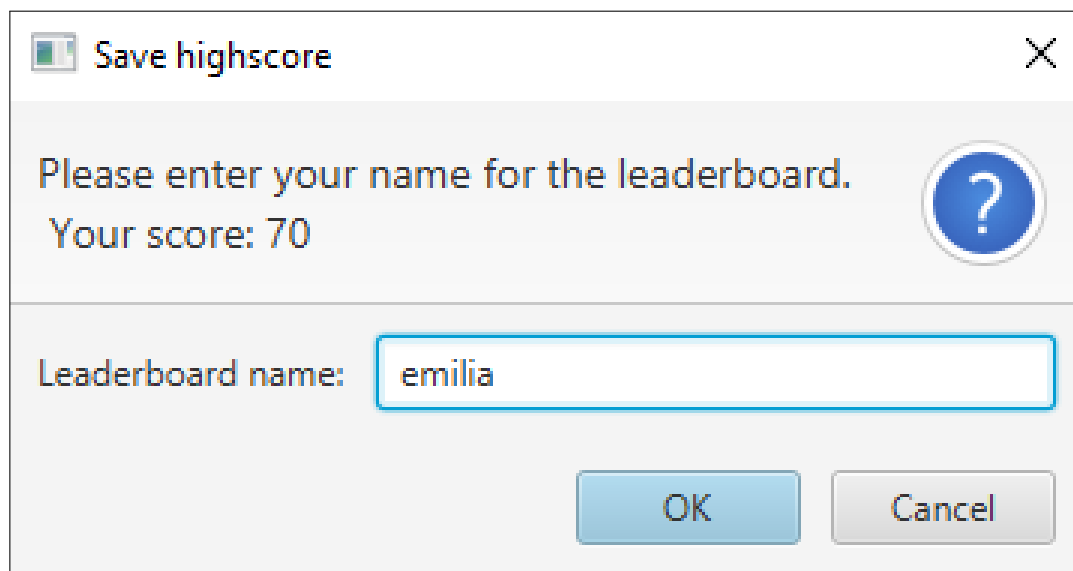 Save highscore
Please enter your name for the leaderboard.
Your score: 70
?
Leaderboard name: emilia
OK Cancel